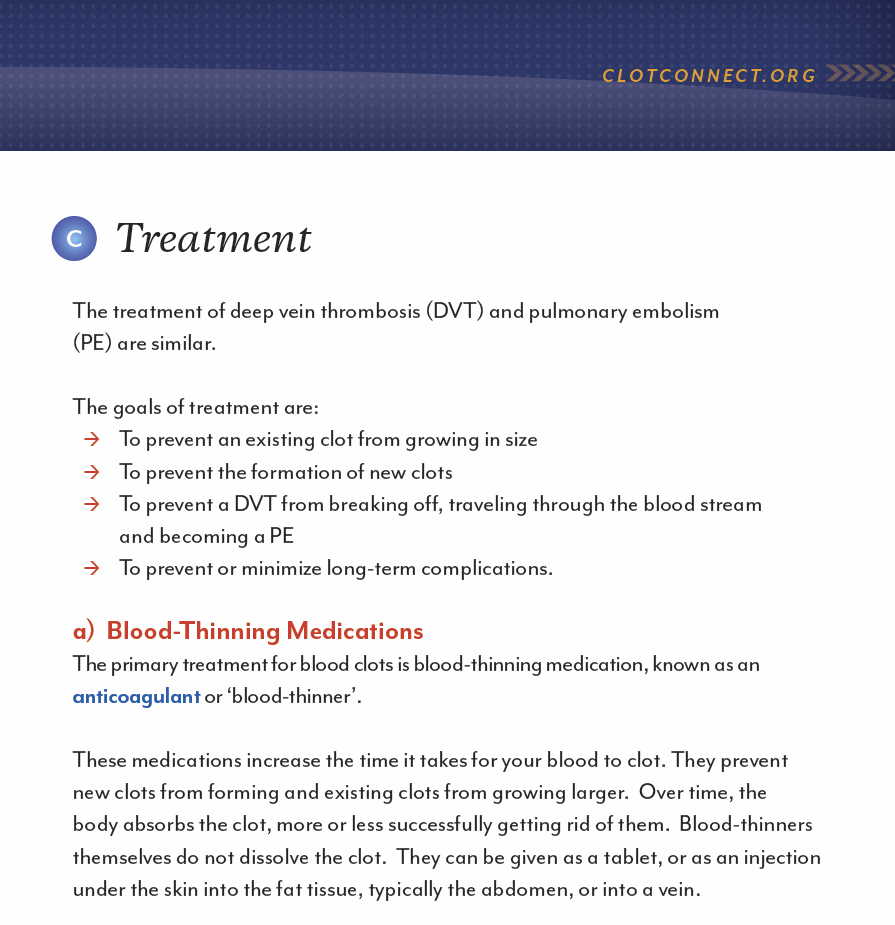 CLOTCONNECT.ORG
C Treatment
The treatment of deep vein thrombosis (DVT) and pulmonary embolism
(PE) are similar.
The goals of treatment are:
→ To prevent an existing clot from growing in size
→ To prevent the formation of new clots
→ To prevent a DVT from breaking off, traveling through the blood stream
and becoming a PE
→ To prevent or minimize long-term complications.
a) Blood-Thinning Medications
The primary treatment for blood clots is blood-thinning medication, known as an
anticoagulant or ‘blood-thinner’.
These medications increase the time it takes for your blood to clot. They prevent
new clots from forming and existing clots from growing larger.  Over time, the
body absorbs the clot, more or less successfully getting rid of them.  Blood-thinners
themselves do not dissolve the clot.  They can be given as a tablet, or as an injection
under the skin into the fat tissue, typically the abdomen, or into a vein.